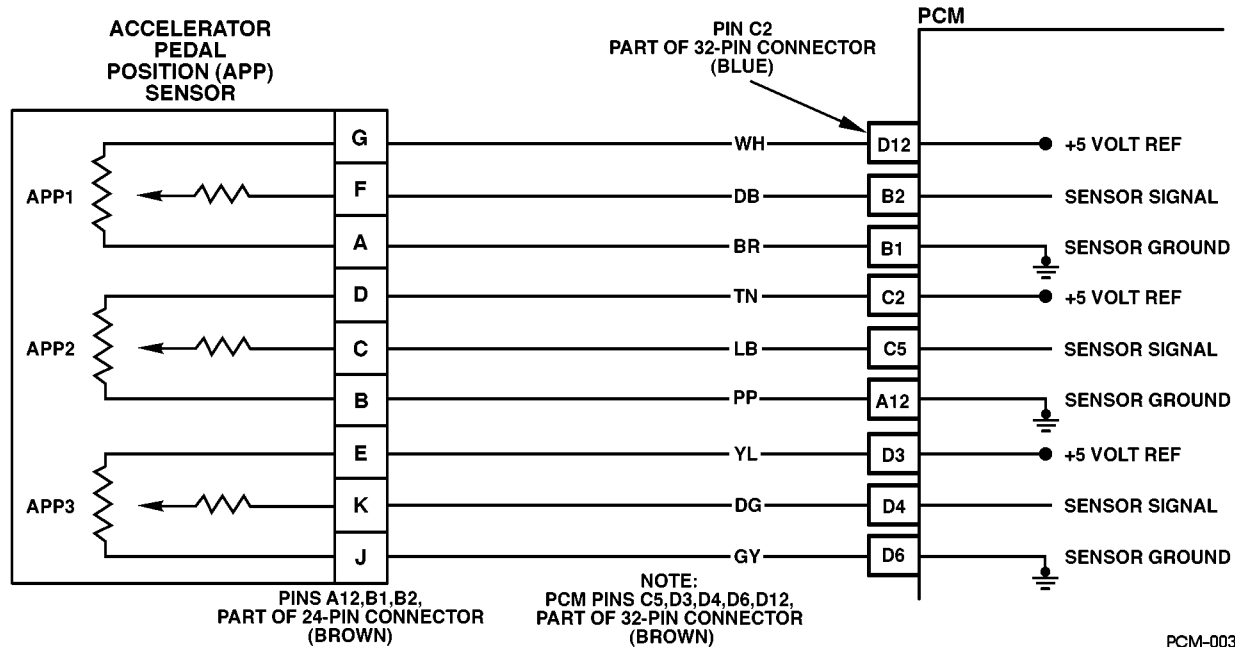 ACCELERATOR
PEDAL
POSITION (APP)
SENSOR
PIN C2
PART OF 32-PIN CONNECTOR
(BLUE)
PCM
G WH D12 +5 VOLT REF
APP1 F DB B2 SENSOR SIGNAL
A BR B1 SENSOR GROUND
D TN C2 +5 VOLT REF
APP2 C LB C5 SENSOR SIGNAL
B PP A12 SENSOR GROUND
E YL D3 +5 VOLT REF
APP3 K DG D4 SENSOR SIGNAL
J GY D6 SENSOR GROUND
PINS A12,B1,B2,
PART OF 24-PIN CONNECTOR
(BROWN)
NOTE:
PCM PINS C5,D3,D4,D6,D12,
PART OF 32-PIN CONNECTOR
(BROWN)
PCM-003